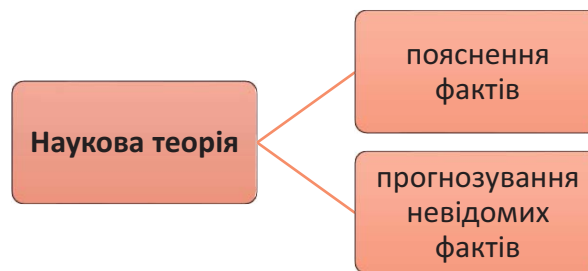 Наукова теорія
пояснення
фактів
прогнозування
невідомих
фактів